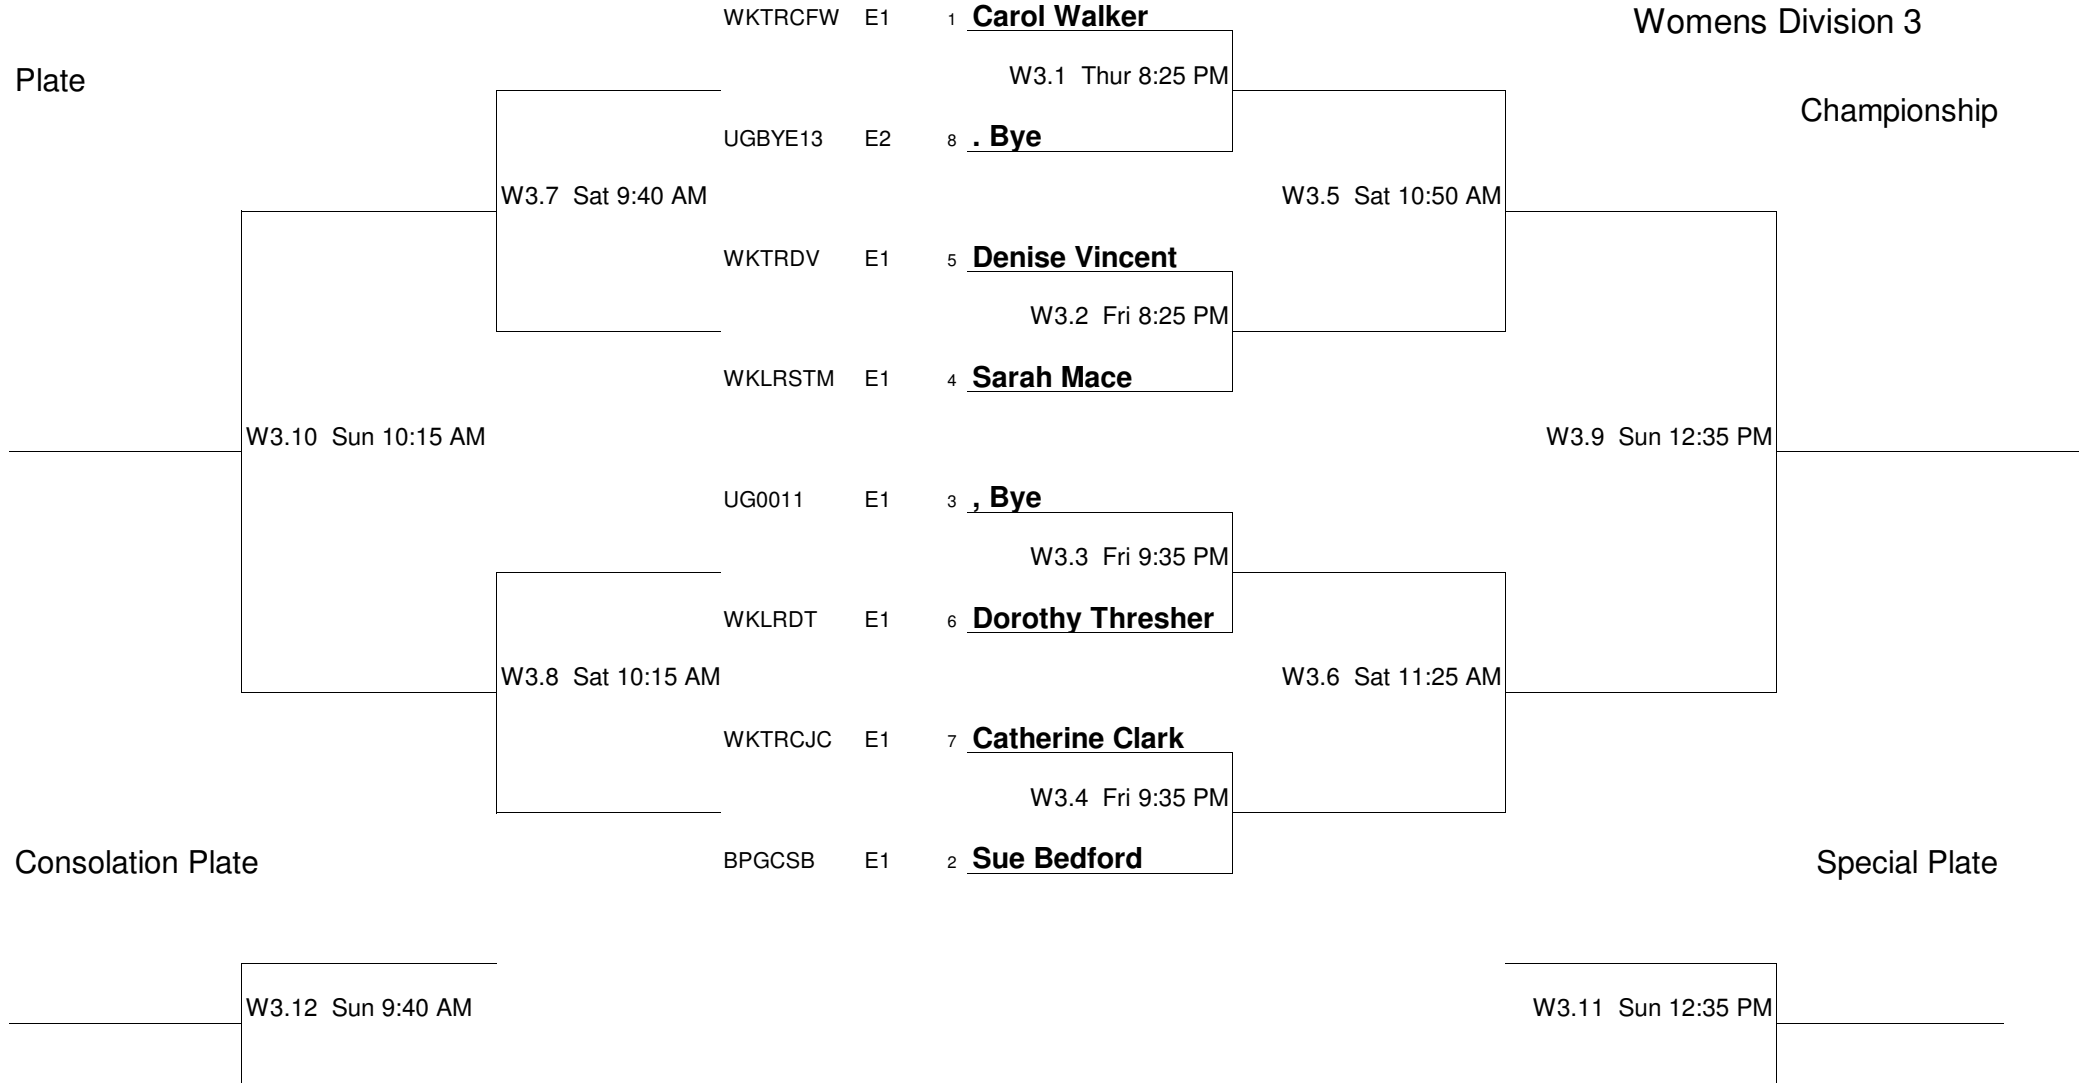 WKTRCFW E1 1 Carol Walker Womens Division 3
W3.1 Thur 8:25 PM
Plate
Championship
UGBYE13 E2 8 . Bye
W3.7 Sat 9:40 AM W3.5 Sat 10:50 AM
WKTRDV E1 5 Denise Vincent
W3.2 Fri 8:25 PM
WKLRSTM E1 4 Sarah Mace
W3.10 Sun 10:15 AM W3.9 Sun 12:35 PM
UG0011 E1 3 , Bye
W3.3 Fri 9:35 PM
WKLRDT E1 6 Dorothy Thresher
W3.8 Sat 10:15 AM W3.6 Sat 11:25 AM
WKTRCJC E1 7 Catherine Clark
W3.4 Fri 9:35 PM
Consolation Plate BPGCSB E1 2 Sue Bedford Special Plate
W3.12 Sun 9:40 AM W3.11 Sun 12:35 PM